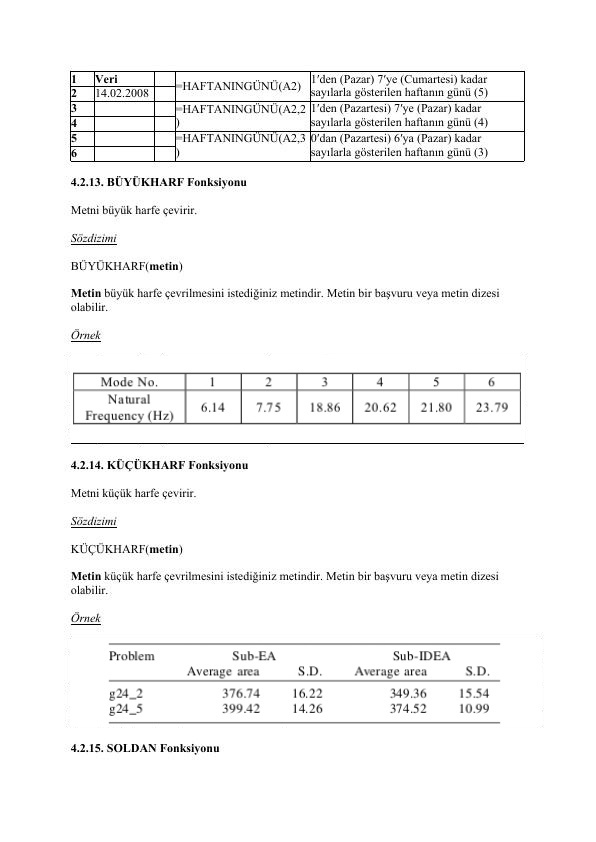 1 Veri =HAFTANINGÜNÜ(A2) 1′den (Pazar) 7′ye (Cumartesi) kadar
2 14.02.2008 sayılarla gösterilen haftanın günü (5)
3 =HAFTANINGÜNÜ(A2,2 1′den (Pazartesi) 7′ye (Pazar) kadar
4 ) sayılarla gösterilen haftanın günü (4)
5 =HAFTANINGÜNÜ(A2,3 0′dan (Pazartesi) 6′ya (Pazar) kadar
6 ) sayılarla gösterilen haftanın günü (3)
4.2.13. BÜYÜKHARF Fonksiyonu
Metni büyük harfe çevirir.
Sözdizimi
BÜYÜKHARF(metin)
Metin büyük harfe çevrilmesini istediğiniz metindir. Metin bir başvuru veya metin dizesi
olabilir.
Örnek
Mode No. 1 2 3 4 5 6
Natural
Frequency (Hz) 6.14 7.75 18.86 20.62 21.80 23.79
4.2.14. KÜÇÜKHARF Fonksiyonu
Metni küçük harfe çevirir.
Sözdizimi
KÜÇÜKHARF(metin)
Metin küçük harfe çevrilmesini istediğiniz metindir. Metin bir başvuru veya metin dizesi
olabilir.
Örnek
Problem Sub-EA Sub-IDEA
Average area S.D. Average area S.D.
g24_2 376.74 16.22 349.36 15.54
g24_5 399.42 14.26 374.52 10.99
4.2.15. SOLDAN Fonksiyonu